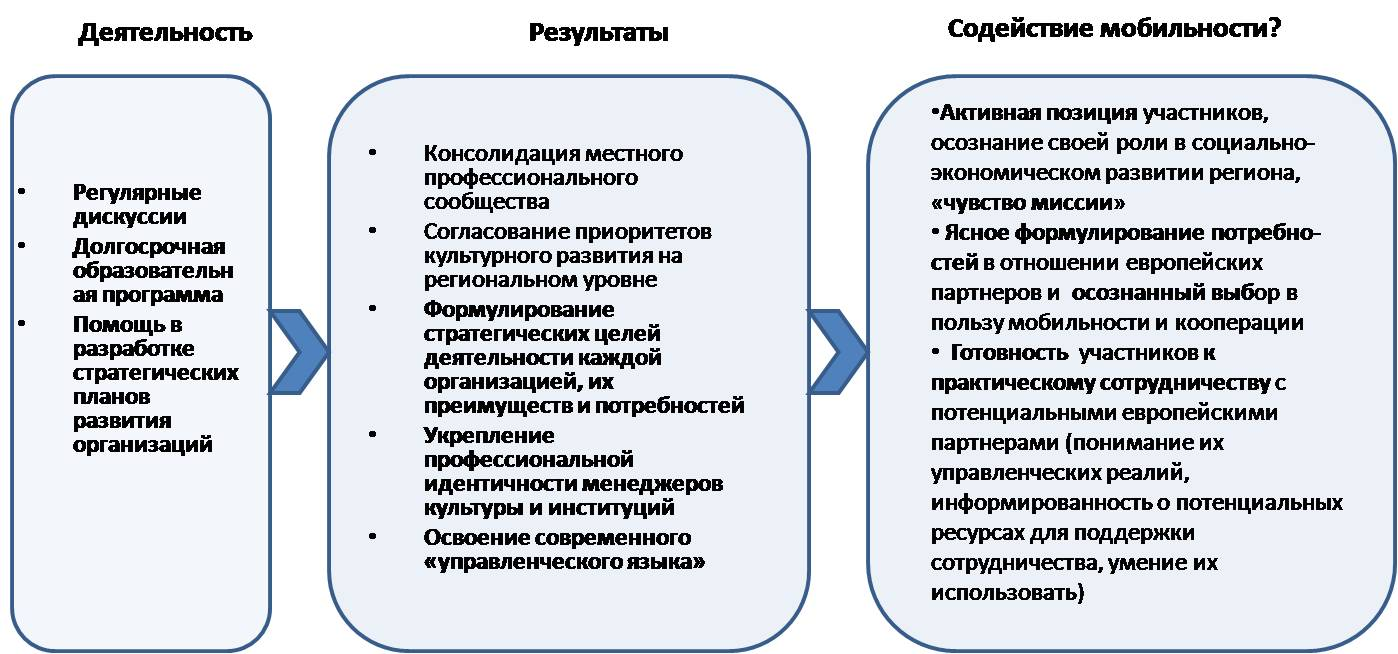 Деятельность
Результаты
Содействие мобильности?
• Регулярные
дискуссии
• Долгосрочная
образовательн
ая программа
• Помощь в
разработке
стратегических
планов
развития
организаций
• Консолидация местного
профессионального
сообщества
• Согласование приоритетов
культурного развития на
региональном уровне
• Формулирование
стратегических целей
деятельности каждой
организацией, их
преимуществ и потребностей
• Укрепление
профессиональной
идентичности менеджеров
культуры и институций
• Освоение современного
«управленческого языка»
•Активная позиция участников,
осознание своей роли в социально-
экономическом развитии региона,
«чувство миссии»
• Ясное формулирование потребно-
стей в отношении европейских
партнеров и осознанный выбор в
пользу мобильности и кооперации
• Готовность участников к
практическому сотрудничеству с
потенциальными европейскими
партнерами (понимание их
управленческих реалий,
информированность о потенциальных
ресурсах для поддержки
сотрудничества, умение их
использовать)